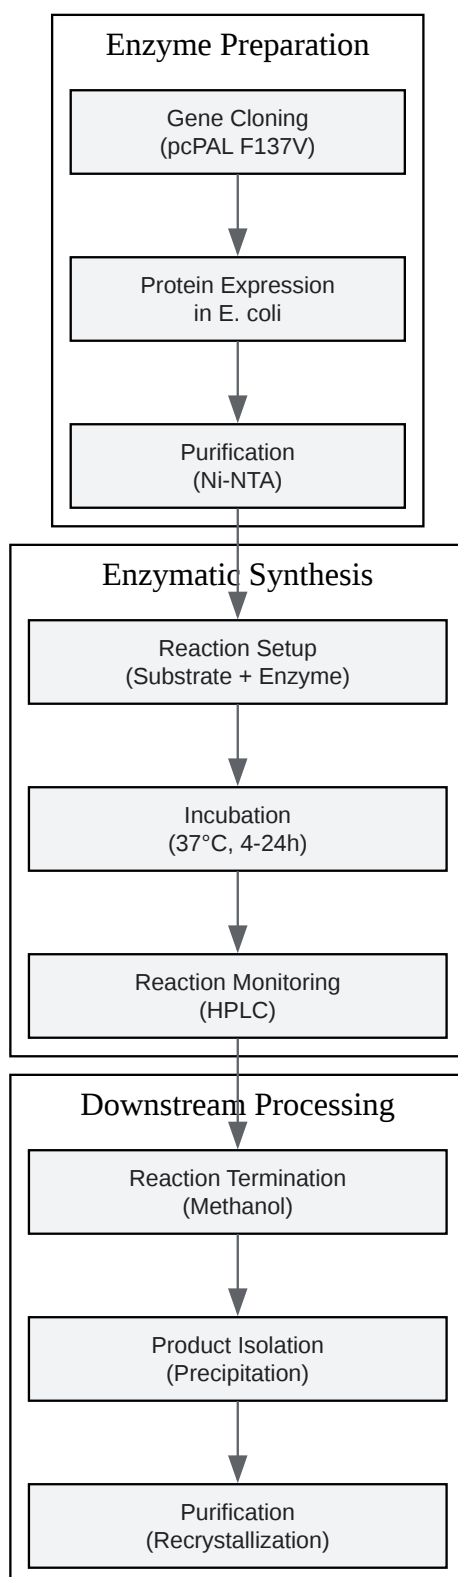 Enzyme Preparation
Gene Cloning
(pcPAL F137V)
Protein Expression
in E. coli
Purification
(Ni-NTA)
Enzymatic Synthesis
Reaction Setup
(Substrate + Enzyme)
Incubation
(37°C, 4-24h)
Reaction Monitoring
(HPLC)
Downstream Processing
Reaction Termination
(Methanol)
Product Isolation
(Precipitation)
Purification
(Recrystallization)